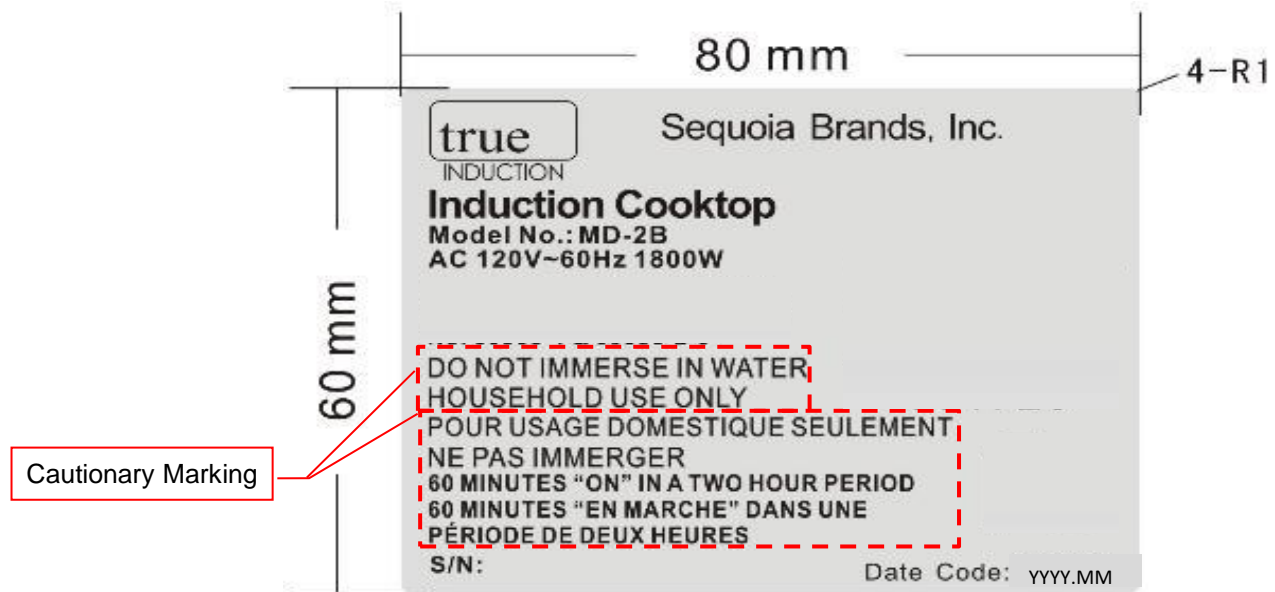 80 mm
4-R1
true
INDUCTION
Sequoia Brands, Inc.
Induction Cooktop
Model No.: MD-2B
AC 120V~60Hz 1800W
60 mm
DO NOT IMMERSE IN WATER
HOUSEHOLD USE ONLY
POUR USAGE DOMESTIQUE SEULEMENT
NE PAS IMMERGER
60 MINUTES “ON” IN A TWO HOUR PERIOD
60 MINUTES “EN MARCHE” DANS UNE
PÉRIODE DE DEUX HEURES
Cautionary Marking
S/N:
Date Code: YYYY.MM